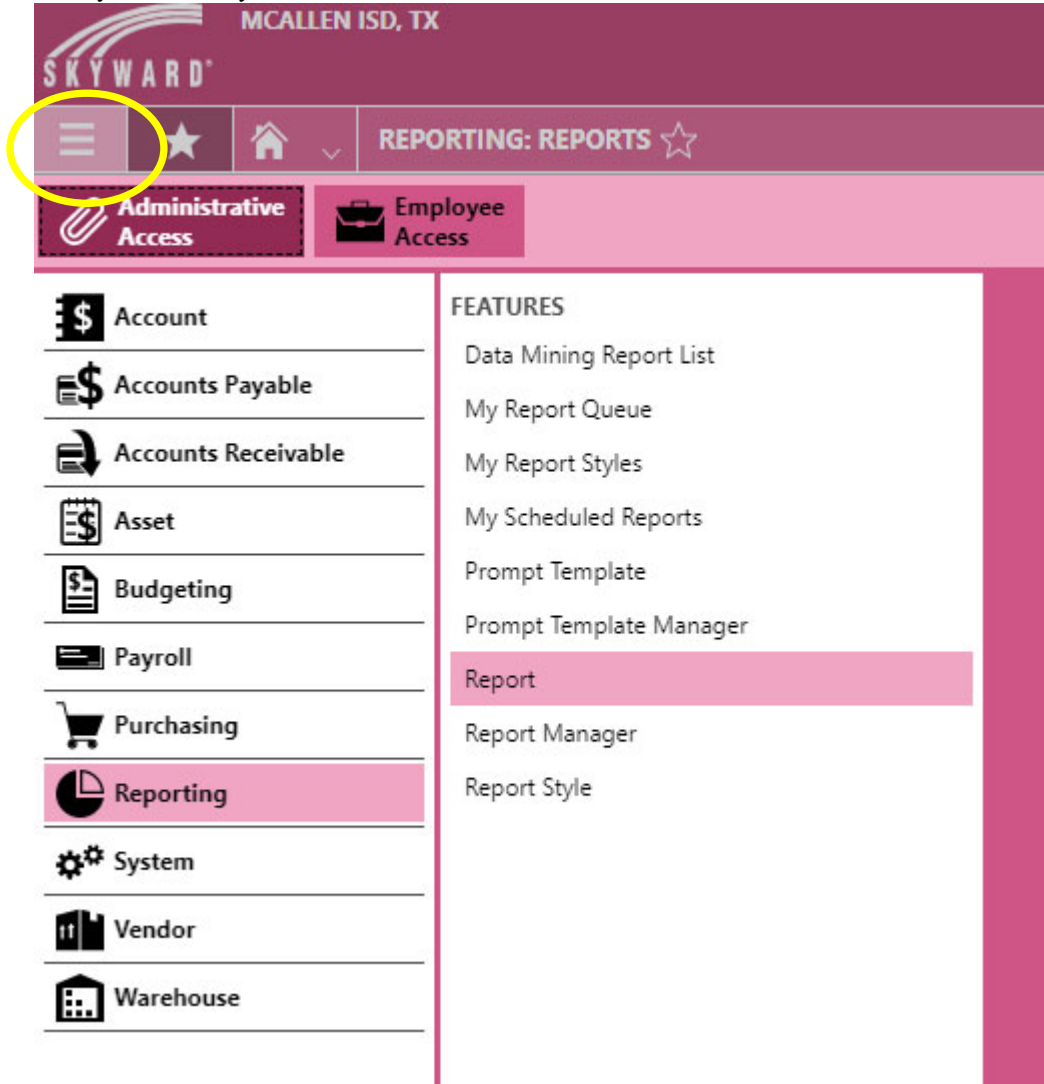 MCALLEN ISD, TX
SKYWARD®
REPORTING: REPORTS
Administrative
Access
Employee
Access
Account
Accounts Payable
Accounts Receivable
Asset
Budgeting
Payroll
Purchasing
Reporting
System
Vendor
Warehouse
FEATURES
Data Mining Report List
My Report Queue
My Report Styles
My Scheduled Reports
Prompt Template
Prompt Template Manager
Report
Report Manager
Report Style